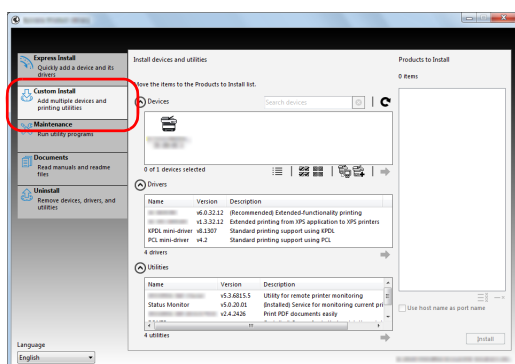 Express Install
Quickly add a device and its
drivers
Custom Install
Add multiple devices and
printing utilities
Maintenance
Run utility programs
Documents
Read manuals and readme
files
Uninstall
Remove devices, drivers, and
utilities
Language
English
Install devices and utilities
Move the items to the Products to Install list.
Devices
Search devices
0 of 1 devices selected
Drivers
Name Version Description
v6.0.32.12 (Recommended) Extended-functionality printing
v1.3.32.12 Extended printing from XPS application to XPS printers
KPDL mini-driver v8.1307 Standard printing support using KPDL
PCL mini-driver v4.2 Standard printing support using PCL
4 drivers
Utilities
Name Version Description
v5.3.6815.5 Utility for remote printer monitoring
Status Monitor v5.0.20.01 (Installed) Service for monitoring current pri
v2.4.2426 Print PDF documents easily
4 utilities
Products to Install
0 items
Use host name as port name
Install